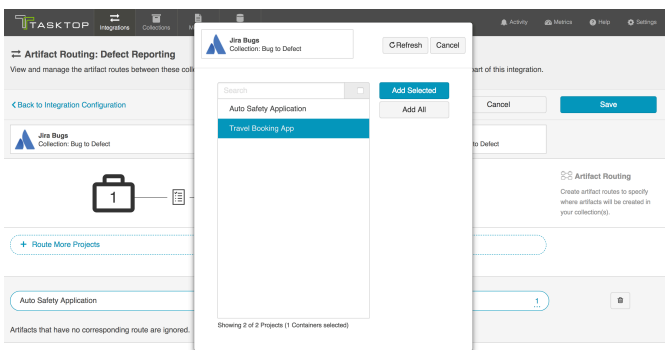 TASKTOP
Integrations
Collections
M
Activity
Metrics
Help
Settings
Artifact Routing: Defect Reporting
View and manage the artifact routes between these coll
part of this integration.
Back to Integration Configuration
Cancel
Save
Jira Bugs
Collection: Bug to Defect
to Defect
1
Artifact Routing
Create artifact routes to specify
where artifacts will be created in
your collection(s).
+ Route More Projects
Auto Safety Application
1
Artifacts that have no corresponding route are ignored.
Jira Bugs
Collection: Bug to Defect
Refresh
Cancel
Search
Add Selected
Auto Safety Application
Add All
Travel Booking App
Showing 2 of 2 Projects (1 Containers selected)